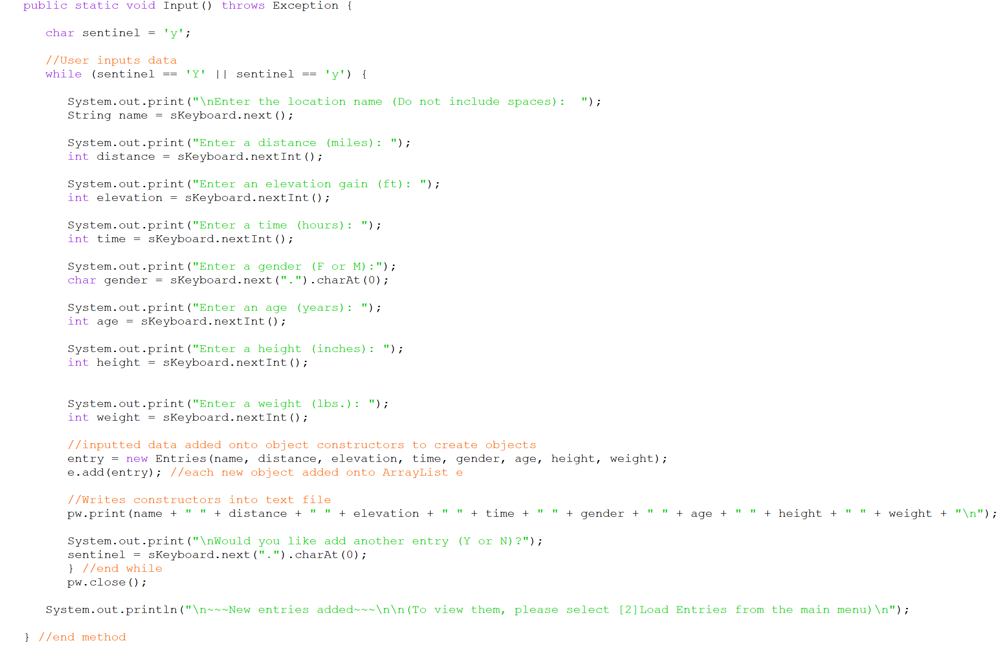 public static void Input() throws Exception {
char sentinel = 'y';
//User inputs data
while (sentinel == 'Y' || sentinel == 'y') {
System.out.print("\nEnter the location name (Do not include spaces):  ");
String name = sKeyboard.next();
System.out.print("Enter a distance (miles): ");
int distance = sKeyboard.nextInt();
System.out.print("Enter an elevation gain (ft): ");
int elevation = sKeyboard.nextInt();
System.out.print("Enter a time (hours): ");
int time = sKeyboard.nextInt();
System.out.print("Enter a gender (F or M):");
char gender = sKeyboard.next(".").charAt(0);
System.out.print("Enter an age (years): ");
int age = sKeyboard.nextInt();
System.out.print("Enter a height (inches): ");
int height = sKeyboard.nextInt();
System.out.print("Enter a weight (lbs.): ");
int weight = sKeyboard.nextInt();
//inputted data added onto object constructors to create objects
entry = new Entries(name, distance, elevation, time, gender, age, height, weight);
e.add(entry); //each new object added onto ArrayList e
//Writes constructors into text file
pw.print(name + " " + distance + " " + elevation + " " + time + " " + gender + " " + age + " " + height + " " + weight + "\n");
System.out.print("\nWould you like add another entry (Y or N)?");
sentinel = sKeyboard.next(".").charAt(0);
} //end while
pw.close();
System.out.println("\n~~~New entries added~~~\n\n(To view them, please select [2]Load Entries from the main menu)\n");
} //end method